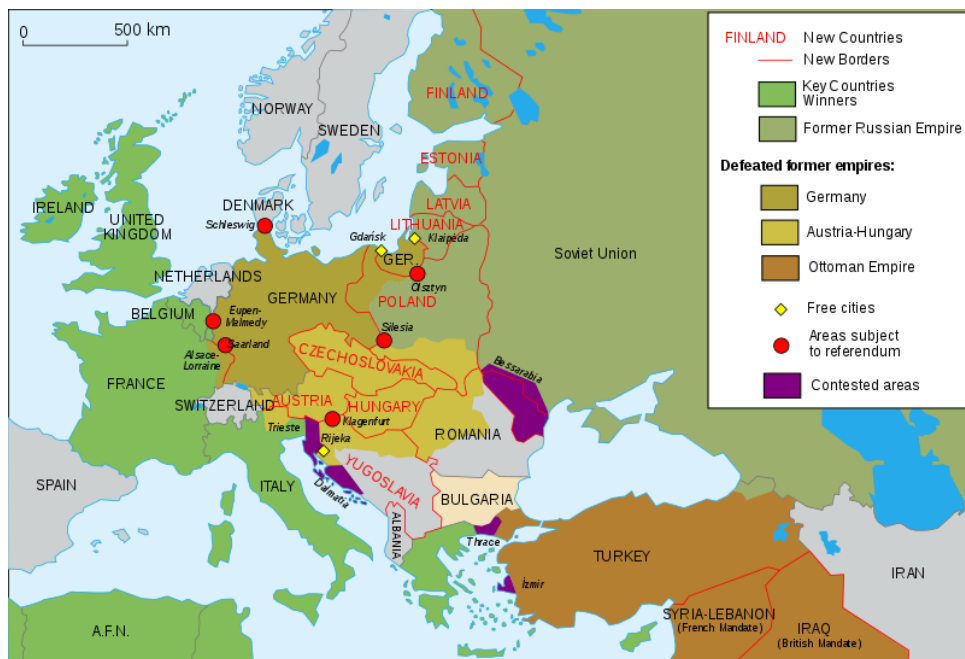 0
500 km
FINLAND
New Countries
New Borders
Key Countries
Winners
Former Russian Empire
Defeated former empires:
Germany
Austria-Hungary
Ottoman Empire
Free cities
Areas subject
to referendum
Contested areas
NORWAY
SWEDEN
FINLAND
ESTONIA
LATVIA
LITHUANIA
Klaipėda
Soviet Union
IRELAND
UNITED
KINGDOM
DENMARK
Schleswig
Gdańsk
GER.
Olsztyn
NETHERLANDS
GERMANY
POLAND
BELGIUM
Eupen-
Malmedy
Silesia
Saarland
Alsace-
Lorraine
CZECHOSLOVAKIA
Bessarabia
FRANCE
SWITZERLAND
AUSTRIA
HUNGARY
Klagenfurt
Trieste
Rijeka
ROMANIA
SPAIN
ITALY
Dalmatia
YUGOSLAVIA
BULGARIA
ALBANIA
Thrace
TURKEY
İzmir
IRAN
A.F.N.
SYRIA-LEBANON
(French Mandate)
IRAQ
(British Mandate)